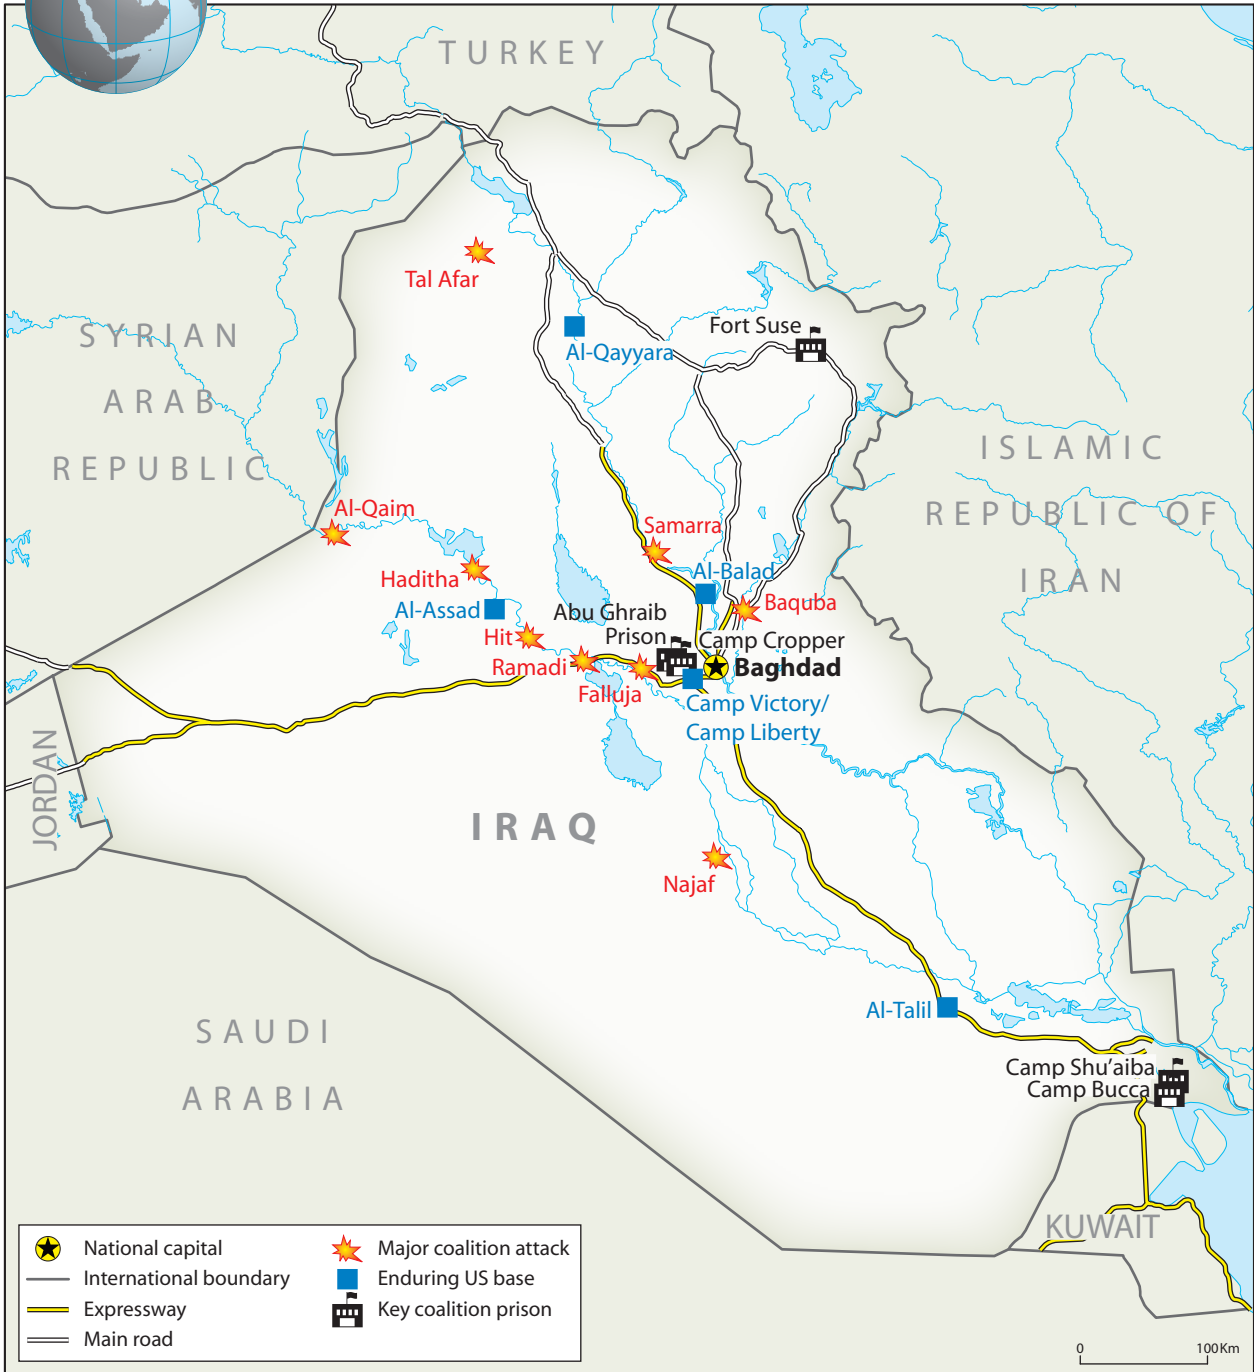 TURKEY
Tal Afar
SYRIAN
ARAB
REPUBLIC
Fort Suse
Al-Qayyara
ISLAMIC
REPUBLIC OF
IRAN
Al-Qaim
Samarra
Haditha
Al-Balad
Al-Assad
Baquba
Abu Ghraib
Prison
Hit
Camp Cropper
Ramadi
Baghdad
Falluja
Camp Victory/
Camp Liberty
JORDAN
IRAQ
Najaf
Al-Talil
SAUDI
ARABIA
Camp Shu’aiba
Camp Bucca
KUWAIT
National capital
International boundary
Expressway
Main road
Major coalition attack
Enduring US base
Key coalition prison
0 100Km